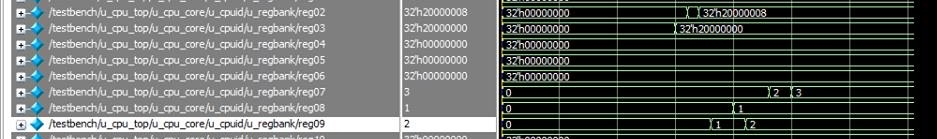 /testbench/u_cpu_top/u_cpu_core/u_cpuid/u_regbank/reg02 32'h20000008 32'h00000000 32'h20000008
/testbench/u_cpu_top/u_cpu_core/u_cpuid/u_regbank/reg03 32'h20000000 32'h00000000 32'h20000000
/testbench/u_cpu_top/u_cpu_core/u_cpuid/u_regbank/reg04 32'h00000000 32'h00000000
/testbench/u_cpu_top/u_cpu_core/u_cpuid/u_regbank/reg05 32'h00000000 32'h00000000
/testbench/u_cpu_top/u_cpu_core/u_cpuid/u_regbank/reg06 32'h00000000 32'h00000000
/testbench/u_cpu_top/u_cpu_core/u_cpuid/u_regbank/reg07 3 0 2 3
/testbench/u_cpu_top/u_cpu_core/u_cpuid/u_regbank/reg08 1 0 1
/testbench/u_cpu_top/u_cpu_core/u_cpuid/u_regbank/reg09 2 0 1 2